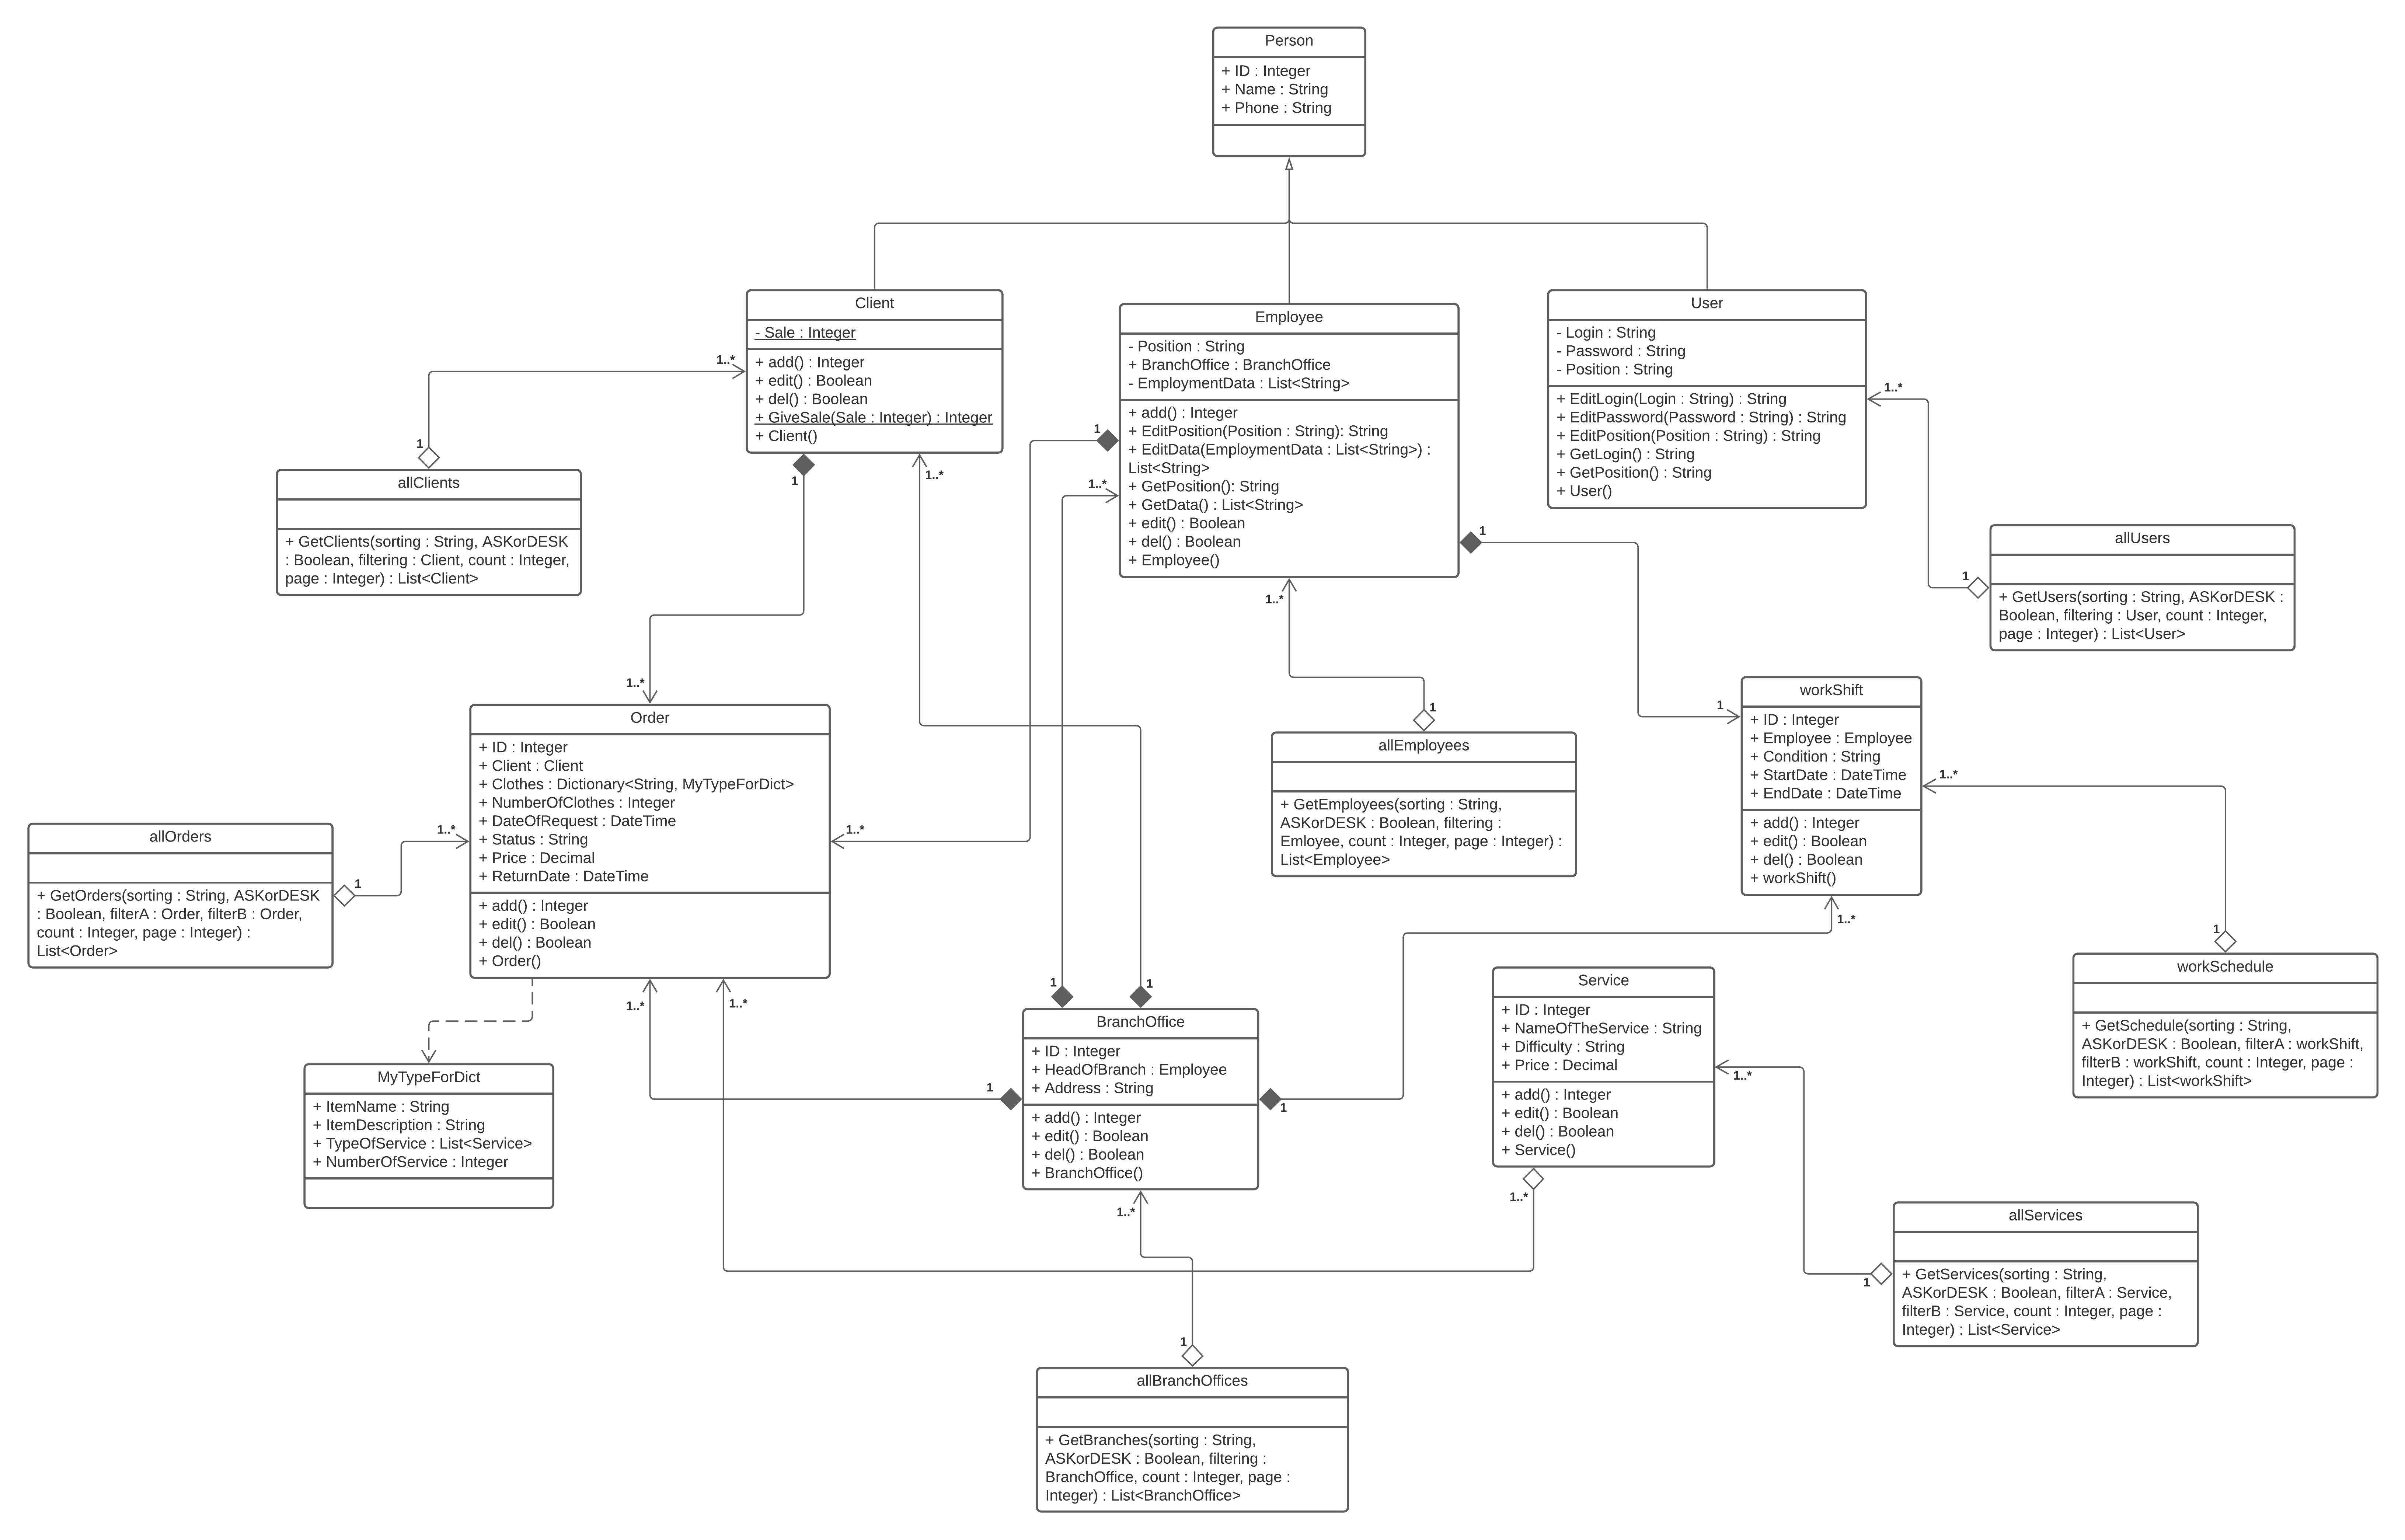 Person
+ ID : Integer
+ Name : String
+ Phone : String
Client
- Sale : Integer
+ add() : Integer
+ edit() : Boolean
+ del() : Boolean
+ GiveSale(Sale : Integer) : Integer
+ Client()
Employee
- Position : String
+ BranchOffice : BranchOffice
- EmploymentData : List<String>
+ add() : Integer
+ EditPosition(Position : String): String
+ EditData(EmploymentData : List<String>) :
List<String>
+ GetPosition(): String
+ GetData() : List<String>
+ edit() : Boolean
+ del() : Boolean
+ Employee()
User
- Login : String
- Password : String
- Position : String
+ EditLogin(Login : String) : String
+ EditPassword(Password : String) : String
+ EditPosition(Position : String) : String
+ GetLogin() : String
+ GetPosition() : String
+ User()
1..*
1
1
1..*
1
1..*
1
1..*
1
allClients
+ GetClients(sorting : String, ASKorDESK
: Boolean, filtering : Client, count : Integer,
page : Integer) : List<Client>
allUsers
+ GetUsers(sorting : String, ASKorDESK :
Boolean, filtering : User, count : Integer,
page : Integer) : List<User>
1..*
1..*
1
1
Order
+ ID : Integer
+ Client : Client
+ Clothes : Dictionary<String, MyTypeForDict>
+ NumberOfClothes : Integer
+ DateOfRequest : DateTime
+ Status : String
+ Price : Decimal
+ ReturnDate : DateTime
+ add() : Integer
+ edit() : Boolean
+ del() : Boolean
+ Order()
allEmployees
+ GetEmployees(sorting : String,
ASKorDESK : Boolean, filtering :
Emloyee, count : Integer, page : Integer) :
List<Employee>
workShift
+ ID : Integer
+ Employee : Employee
+ Condition : String
+ StartDate : DateTime
+ EndDate : DateTime
+ add() : Integer
+ edit() : Boolean
+ del() : Boolean
+ workShift()
allOrders
+ GetOrders(sorting : String, ASKorDESK
: Boolean, filterA : Order, filterB : Order,
count : Integer, page : Integer) :
List<Order>
1..*
1
1..*
1..*
1..*
1
workSchedule
+ GetSchedule(sorting : String,
ASKorDESK : Boolean, filterA : workShift,
filterB : workShift, count : Integer, page :
Integer) : List<workShift>
1..*
1..*
1
1
1
1
MyTypeForDict
+ ItemName : String
+ ItemDescription : String
+ TypeOfService : List<Service>
+ NumberOfService : Integer
BranchOffice
+ ID : Integer
+ HeadOfBranch : Employee
+ Address : String
+ add() : Integer
+ edit() : Boolean
+ del() : Boolean
+ BranchOffice()
Service
+ ID : Integer
+ NameOfTheService : String
+ Difficulty : String
+ Price : Decimal
+ add() : Integer
+ edit() : Boolean
+ del() : Boolean
+ Service()
1..*
1..*
1..*
1
1
allServices
+ GetServices(sorting : String,
ASKorDESK : Boolean, filterA : Service,
filterB : Service, count : Integer, page :
Integer) : List<Service>
allBranchOffices
+ GetBranches(sorting : String,
ASKorDESK : Boolean, filtering :
BranchOffice, count : Integer, page :
Integer) : List<BranchOffice>